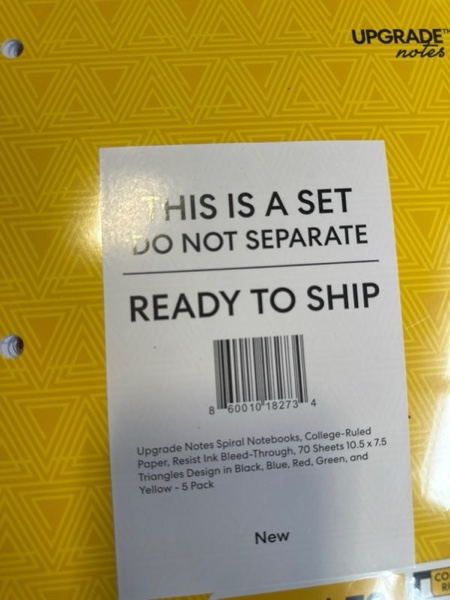 UPGRADE™
notes
THIS IS A SET
DO NOT SEPARATE
READY TO SHIP
8 60010 18273 4
Upgrade Notes Spiral Notebooks, College-Ruled
Paper, Resist Ink Bleed-Through, 70 Sheets 10.5 x 7.5
Triangles Design in Black, Blue, Red, Green, and
Yellow - 5 Pack
New